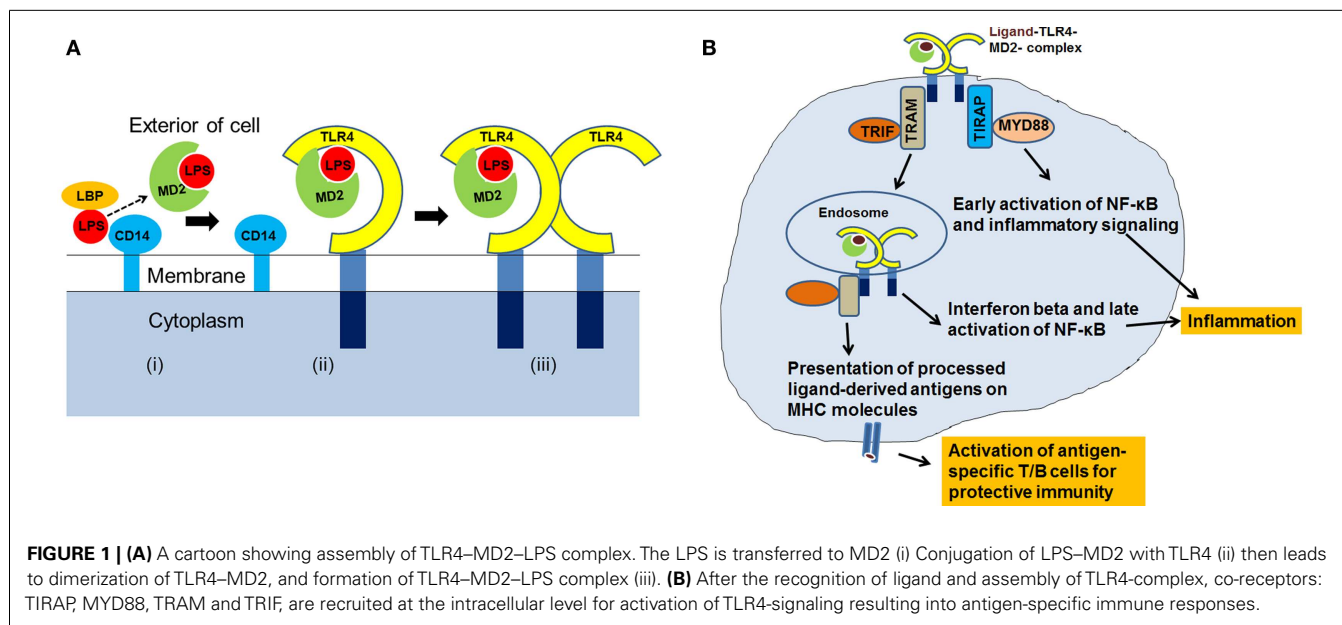 A
Exterior of cell
LBP
LPS
CD14
MD2
LPS
CD14
TLR4
LPS
MD2
TLR4
LPS
MD2
TLR4
Membrane
Cytoplasm
(i)
(ii)
(iii)
B
Ligand-TLR4-
MD2- complex
TRIF
TRAM
TIRAP
MYD88
Endosome
Early activation of NF-κB
and inflammatory signaling
Interferon beta and late
activation of NF-κB
Inflammation
Presentation of processed
ligand-derived antigens on
MHC molecules
Activation of antigen-
specific T/B cells for
protective immunity
FIGURE 1 | (A) A cartoon showing assembly of TLR4–MD2–LPS complex. The LPS is transferred to MD2 (i) Conjugation of LPS–MD2 with TLR4 (ii) then leads
to dimerization of TLR4–MD2, and formation of TLR4–MD2–LPS complex (iii). (B) After the recognition of ligand and assembly of TLR4-complex, co-receptors:
TIRAP, MYD88, TRAM and TRIF, are recruited at the intracellular level for activation of TLR4-signaling resulting into antigen-specific immune responses.